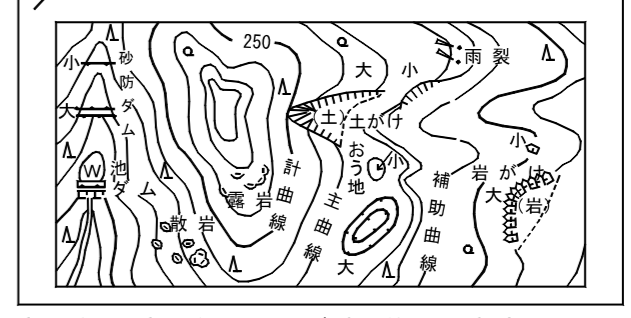 250
小
砂防ダム
大
W
池
ダム
大
小
雨裂
(土)
土がけ
おう地
小
大
小
岩がけ
大
(岩)
露岩
散岩
計曲線
主曲線
補助曲線